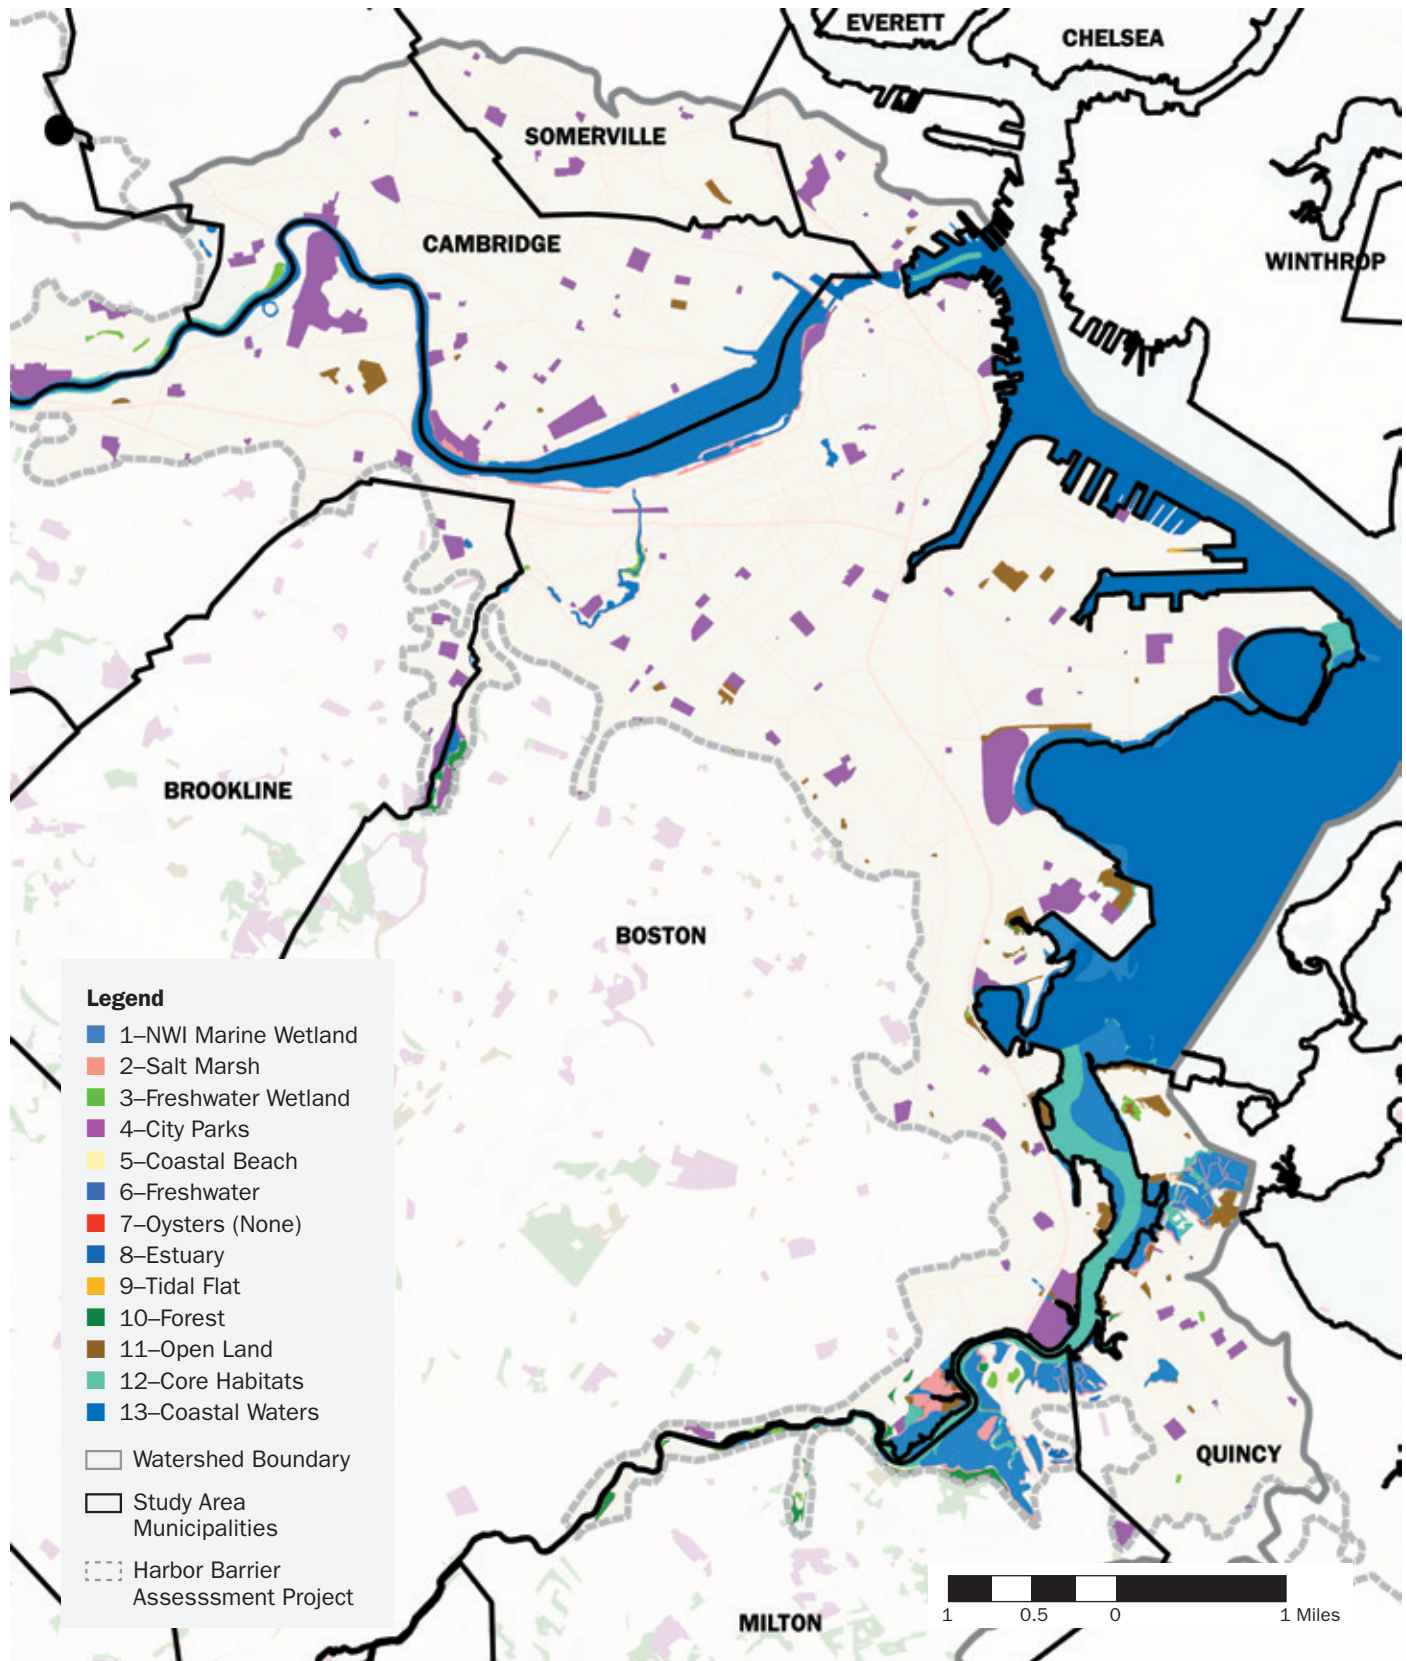 EVERETT
CHELSEA
SOMERVILLE
CAMBRIDGE
WINTHROP
BROOKLINE
BOSTON
Legend
1–NWI Marine Wetland
2–Salt Marsh
3–Freshwater Wetland
4–City Parks
5–Coastal Beach
6–Freshwater
7–Oysters (None)
8–Estuary
9–Tidal Flat
10–Forest
11–Open Land
12–Core Habitats
13–Coastal Waters
Watershed Boundary
Study Area
Municipalities
Harbor Barrier
Assesssment Project
QUINCY
MILTON
1 0.5 0 1 Miles